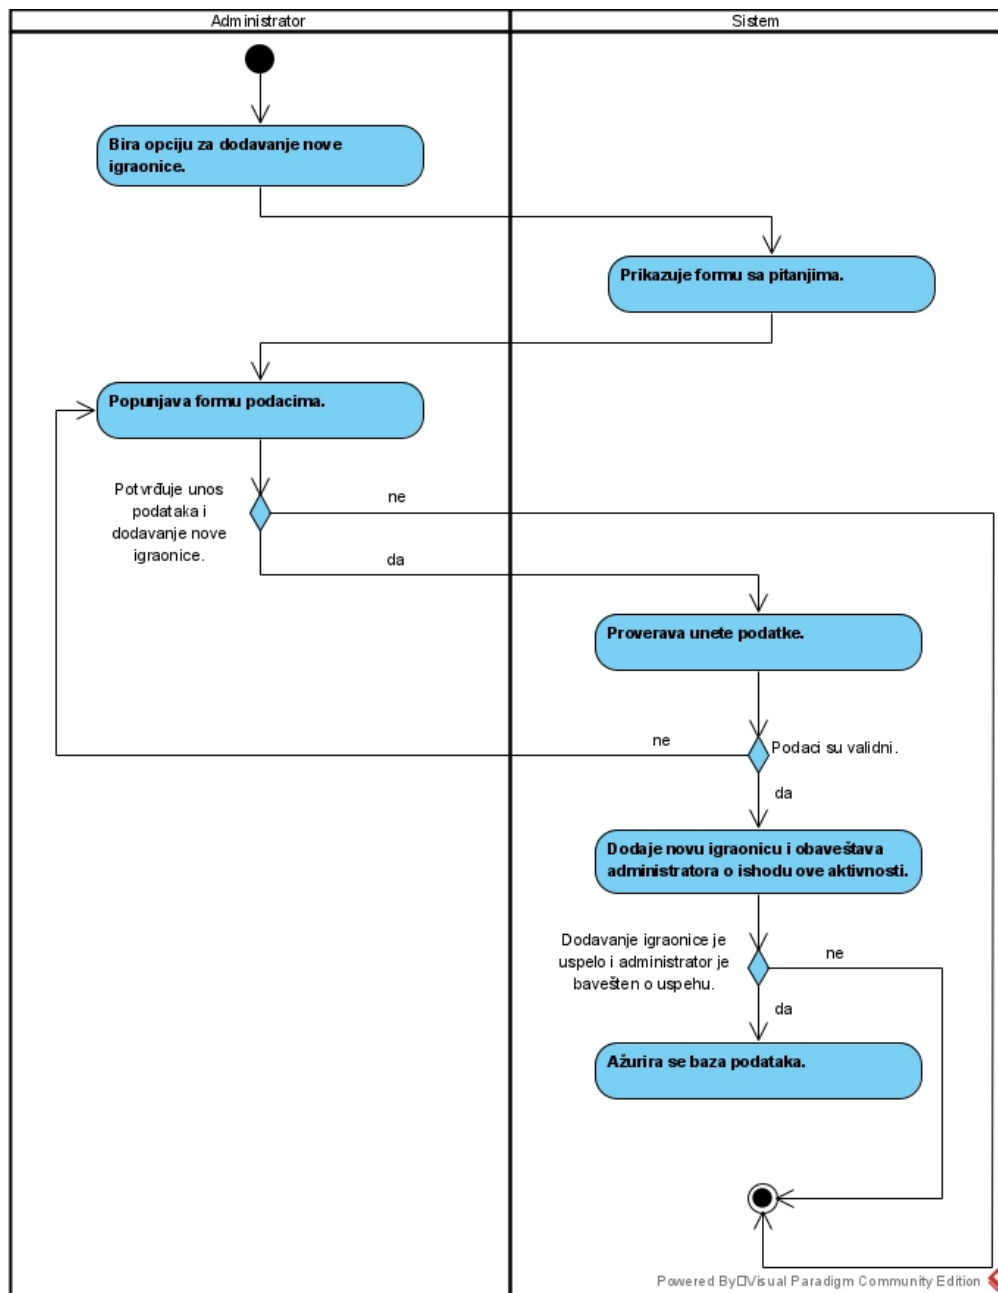 Administrator
Sistem
Bira opciju za dodavanje nove
igraonice.
Prikazuje formu sa pitanjima.
Popunjava formu podacima.
Potvrđuje unos
podataka i
dodavanje nove
igraonice.
ne
da
Proverava unete podatke.
ne
Podaci su validni.
da
Dodaje novu igraonicu i obaveštava
administratora o ishodu ove aktivnosti.
Dodavanje igraonice je
uspelo i administrator je
bavešten o uspehu.
ne
da
Ažurira se baza podataka.
Powered By□Visual Paradigm Community Edition